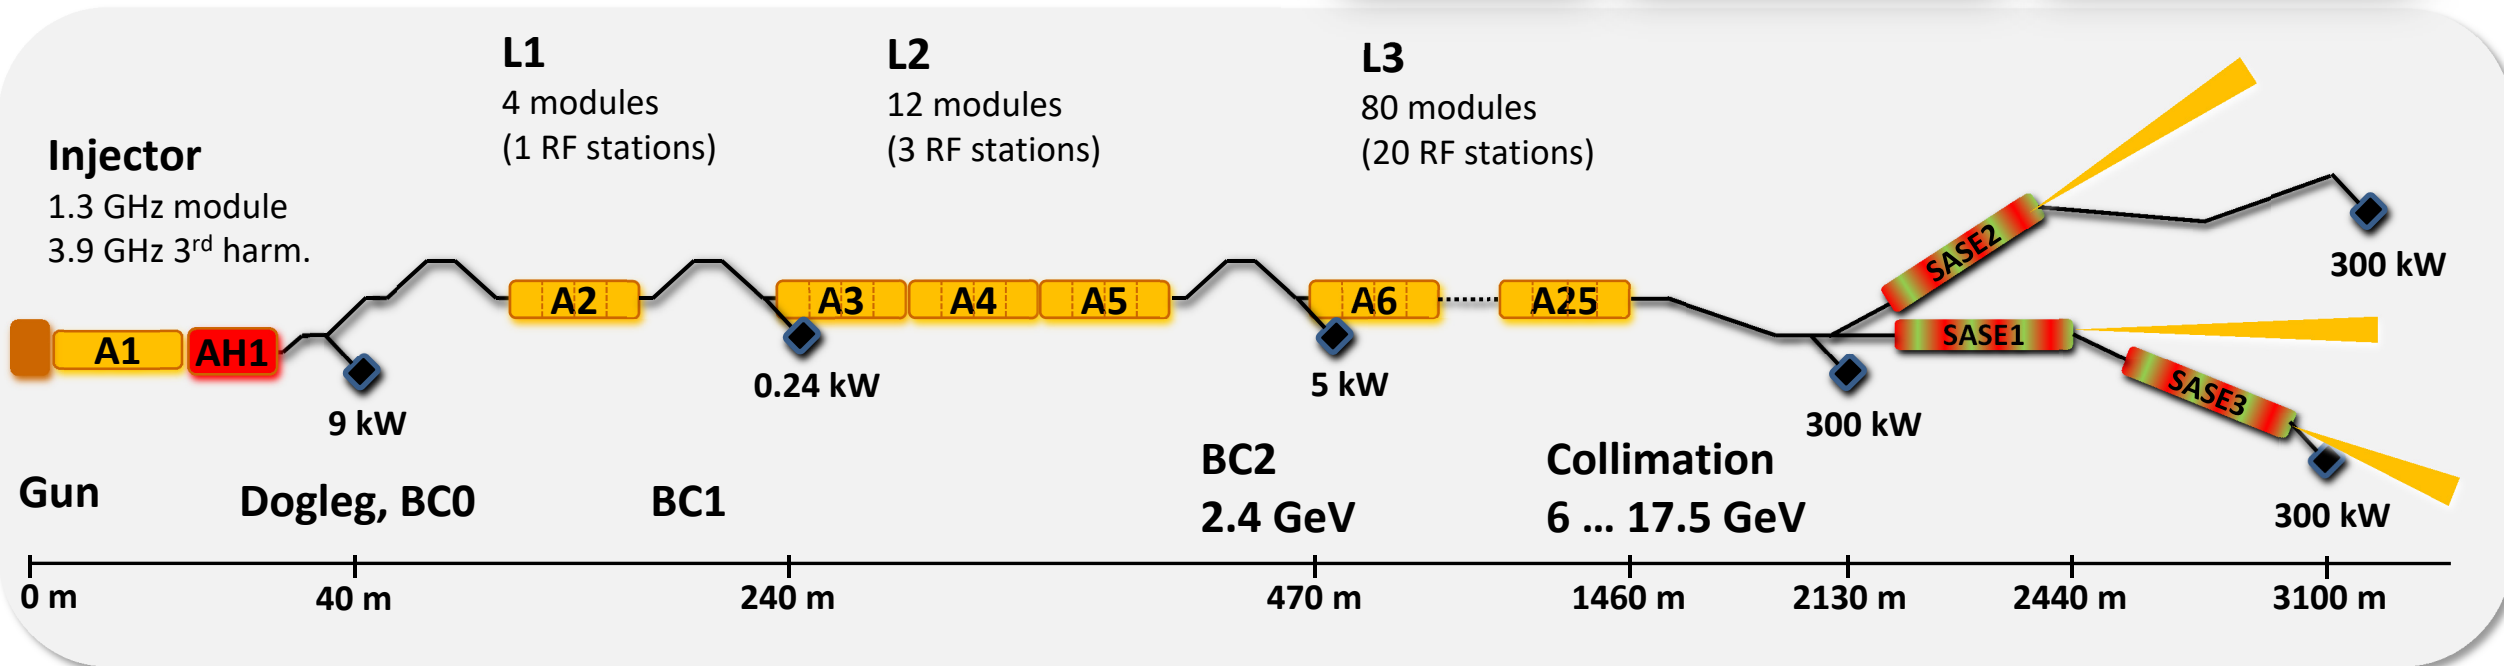 L1
4 modules
(1 RF stations)
L2
12 modules
(3 RF stations)
L3
80 modules
(20 RF stations)
Injector
1.3 GHz module
3.9 GHz 3rd harm.
A1
AH1
A2
A3
A4
A5
A6
A25
SASE2
SASE1
SASE3
9 kW
0.24 kW
5 kW
300 kW
300 kW
300 kW
Gun
Dogleg, BC0
BC1
BC2
2.4 GeV
Collimation
6 ... 17.5 GeV
0 m
40 m
240 m
470 m
1460 m
2130 m
2440 m
3100 m